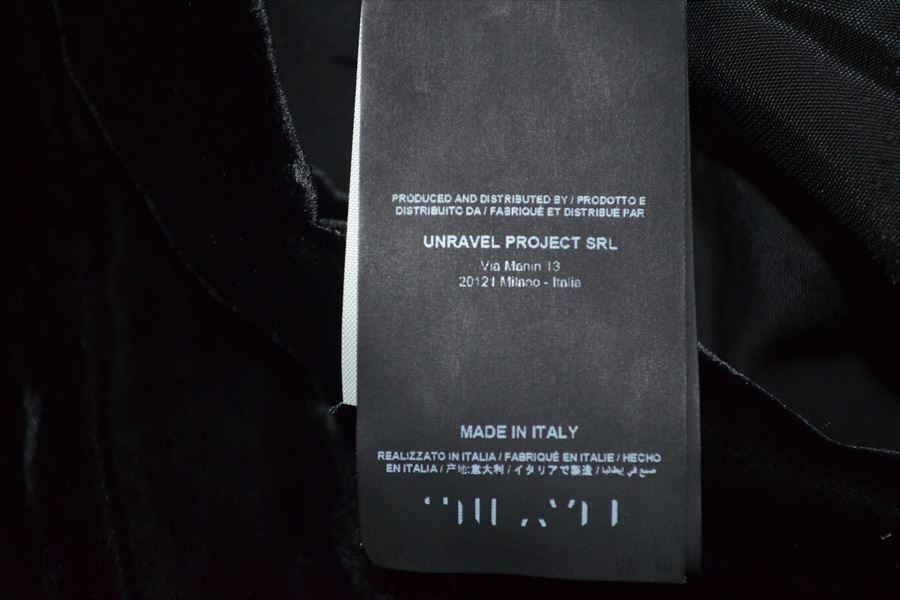 PRODUCED AND DISTRIBUTED BY / PRODOTTO E
DISTRIBUITO DA / FABRIQUÉ ET DISTRIBUÉ PAR
UNRAVEL PROJECT SRL
Via Manin 13
20121 Milano - Italia
MADE IN ITALY
REALIZZATO IN ITALIA / FABRIQUÉ EN ITALIE / HECHO
EN ITALIA / 产地:意大利 / イタリアで製造 / صنع في إيطاليا